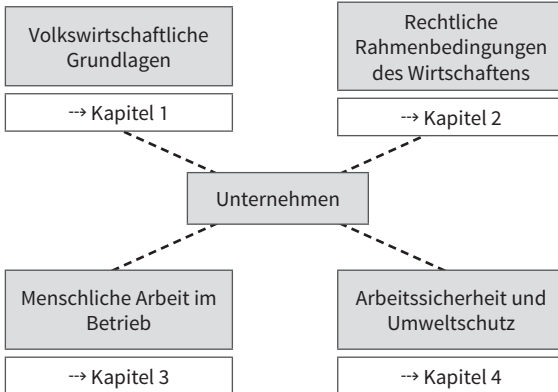 Volkswirtschaftliche
Grundlagen
⇢ Kapitel 1
Rechtliche
Rahmenbedingungen
des Wirtschaftens
⇢ Kapitel 2
Unternehmen
Menschliche Arbeit im
Betrieb
⇢ Kapitel 3
Arbeitssicherheit und
Umweltschutz
⇢ Kapitel 4